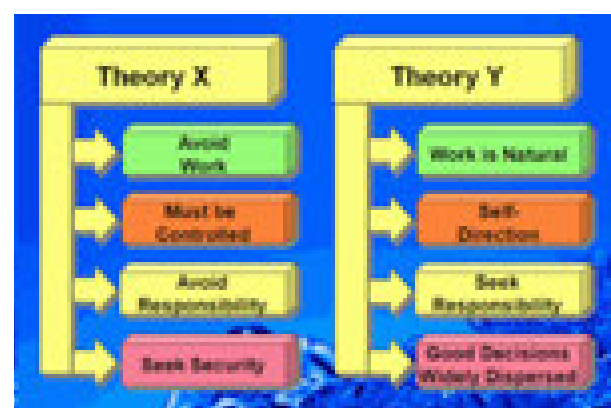 Theory X
Avoid
Work
Must be
Controlled
Avoid
Responsibility
Seek Security
Theory Y
Work is Natural
Self-
Direction
Seek
Responsibility
Good Decisions
Widely Dispersed